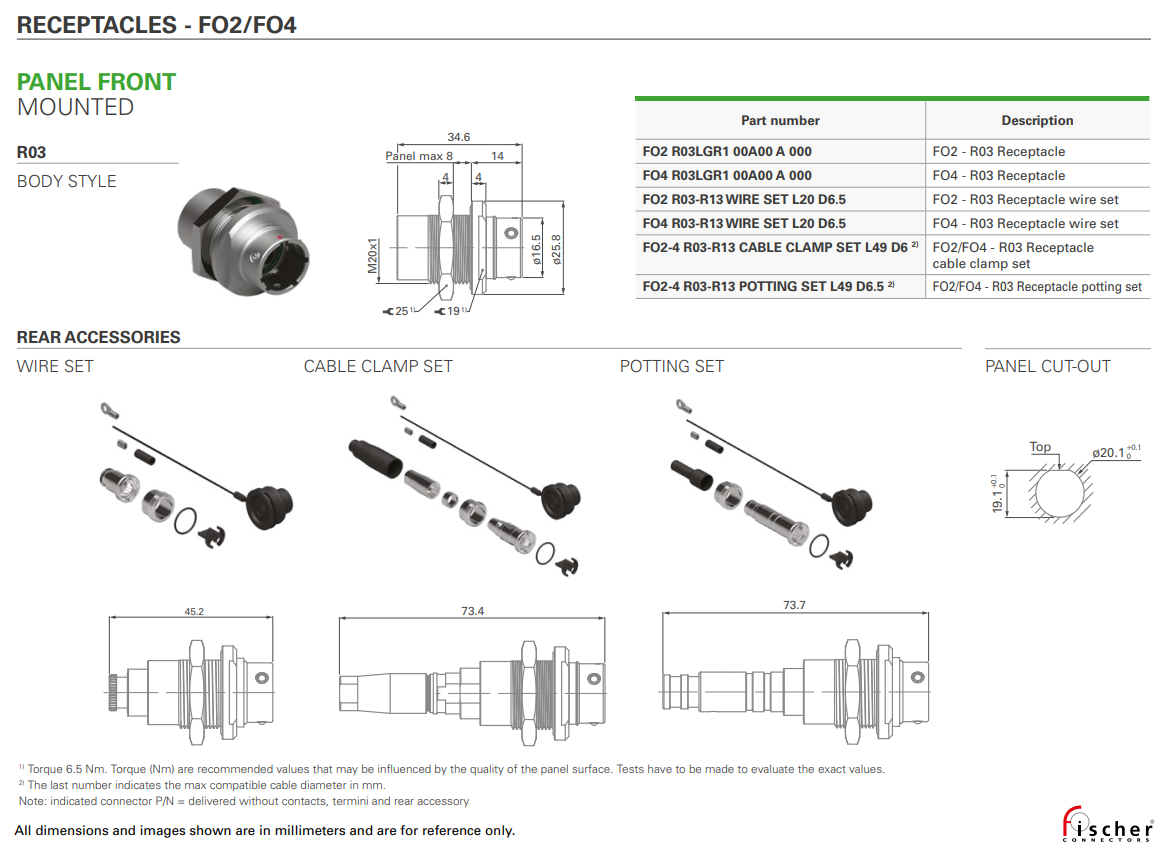 RECEPTACLES - FO2/FO4
PANEL FRONT
MOUNTED
R03
BODY STYLE
34.6
Panel max 8
14
4
4
M20x1
ø16.5
ø25.8
25 1)
19 1)
Part number Description
FO2 R03LGR1 00A00 A 000 FO2 - R03 Receptacle
FO4 R03LGR1 00A00 A 000 FO4 - R03 Receptacle
FO2 R03-R13 WIRE SET L20 D6.5 FO2 - R03 Receptacle wire set
FO4 R03-R13 WIRE SET L20 D6.5 FO4 - R03 Receptacle wire set
FO2-4 R03-R13 CABLE CLAMP SET L49 D6 2) FO2/FO4 - R03 Receptacle
cable clamp set
FO2-4 R03-R13 POTTING SET L49 D6.5 2) FO2/FO4 - R03 Receptacle potting set
REAR ACCESSORIES
WIRE SET
CABLE CLAMP SET
POTTING SET
PANEL CUT-OUT
Top
ø20.1 +0.1 0
19.1 +0.1 0
45.2
73.4
73.7
1) Torque 6.5 Nm. Torque (Nm) are recommended values that may be influenced by the quality of the panel surface. Tests have to be made to evaluate the exact values.
2) The last number indicates the max compatible cable diameter in mm.
Note: indicated connector P/N = delivered without contacts, termini and rear accessory
All dimensions and images shown are in millimeters and are for reference only.
fischer®
CONNECTORS